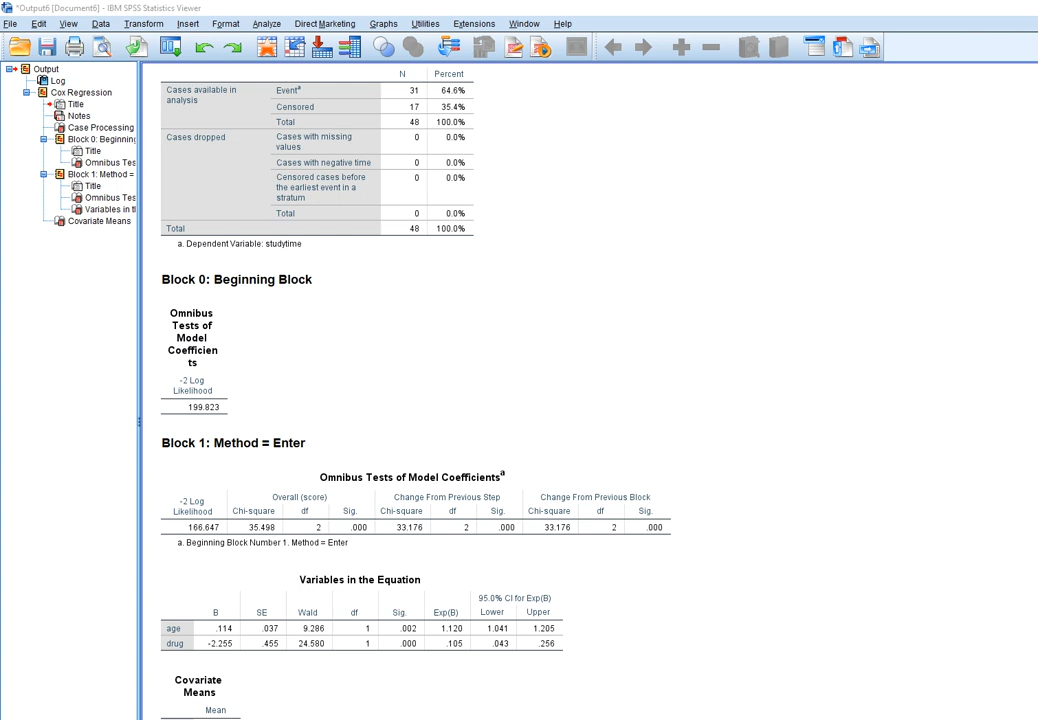 *Output6 [Document6] - IBM SPSS Statistics Viewer
File Edit View Data Transform Insert Format Analyze Direct Marketing Graphs Utilities Extensions Window Help
Output
Log
Cox Regression
Title
Notes
Case Processing
Block 0: Beginning
Title
Omnibus Tes
Block 1: Method =
Title
Omnibus Tes
Variables in t
Covariate Means
N Percent
Cases available in analysis Eventa 31 64.6%
Censored 17 35.4%
Total 48 100.0%
Cases dropped Cases with missing values 0 0.0%
Cases with negative time 0 0.0%
Censored cases before the earliest event in a stratum 0 0.0%
Total 0 0.0%
Total 48 100.0%
a. Dependent Variable: studytime
Block 0: Beginning Block
Omnibus
Tests of
Model
Coefficien
ts
-2 Log
Likelihood
199.823
Block 1: Method = Enter
Omnibus Tests of Model Coefficientsa
-2 Log Likelihood Overall (score) Change From Previous Step Change From Previous Block
Chi-square df Sig. Chi-square df Sig. Chi-square df Sig.
166.647 35.498 2 .000 33.176 2 .000 33.176 2 .000
a. Beginning Block Number 1. Method = Enter
Variables in the Equation
95.0% CI for Exp(B)
B SE Wald df Sig. Exp(B) Lower Upper
age .114 .037 9.286 1 .002 1.120 1.041 1.205
drug -2.255 .455 24.580 1 .000 .105 .043 .256
Covariate
Means
Mean